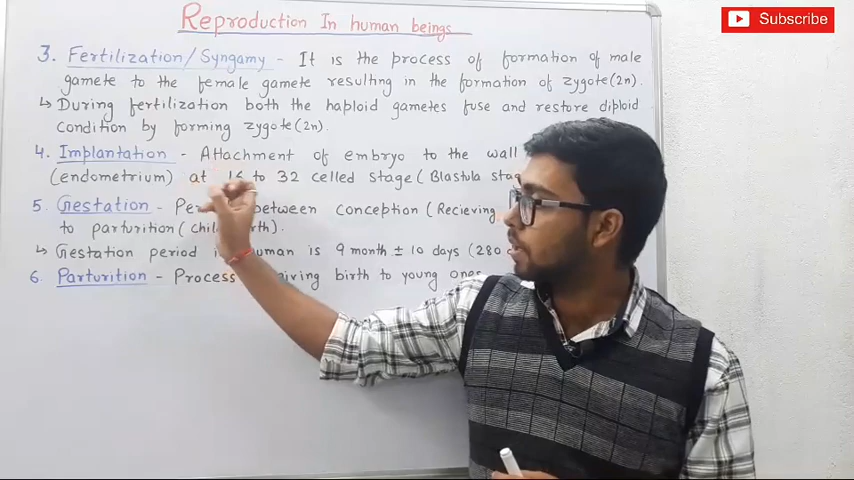 Reproduction In human beings
Subscribe
3. Fertilization/Syngamy - It is the process of formation of male
gamete to the female gamete resulting in the formation of zygote(2n).
↳ During fertilization both the haploid gametes fuse and restore diploid
condition by forming zygote(2n).
4. Implantation - Attachment of embryo to the wall
(endometrium) at 16 to 32 celled stage(Blastula
5. Gestation - between conception (Recieving
to parturition(
↳ Gestation period human is 9 month ± 10 days (280
6. Parturition - Process giving birth to young ones